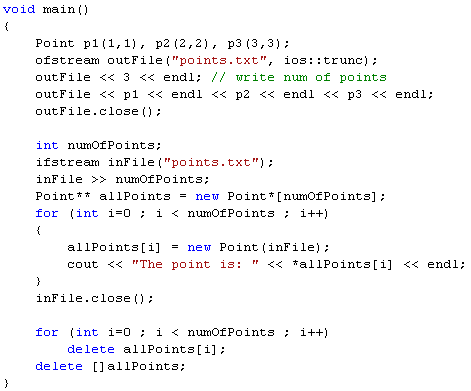 void main()
{
    Point p1(1,1), p2(2,2), p3(3,3);
    ofstream outFile("points.txt", ios::trunc);
    outFile << 3 << endl; // write num of points
    outFile << p1 << endl << p2 << endl << p3 << endl;
    outFile.close();

    int numOfPoints;
    ifstream inFile("points.txt");
    inFile >> numOfPoints;
    Point** allPoints = new Point*[numOfPoints];
    for (int i=0 ; i < numOfPoints ; i++)
    {
        allPoints[i] = new Point(inFile);
        cout << "The point is: " << *allPoints[i] << endl;
    }
    inFile.close();

    for (int i=0 ; i < numOfPoints ; i++)
        delete allPoints[i];
    delete []allPoints;
}